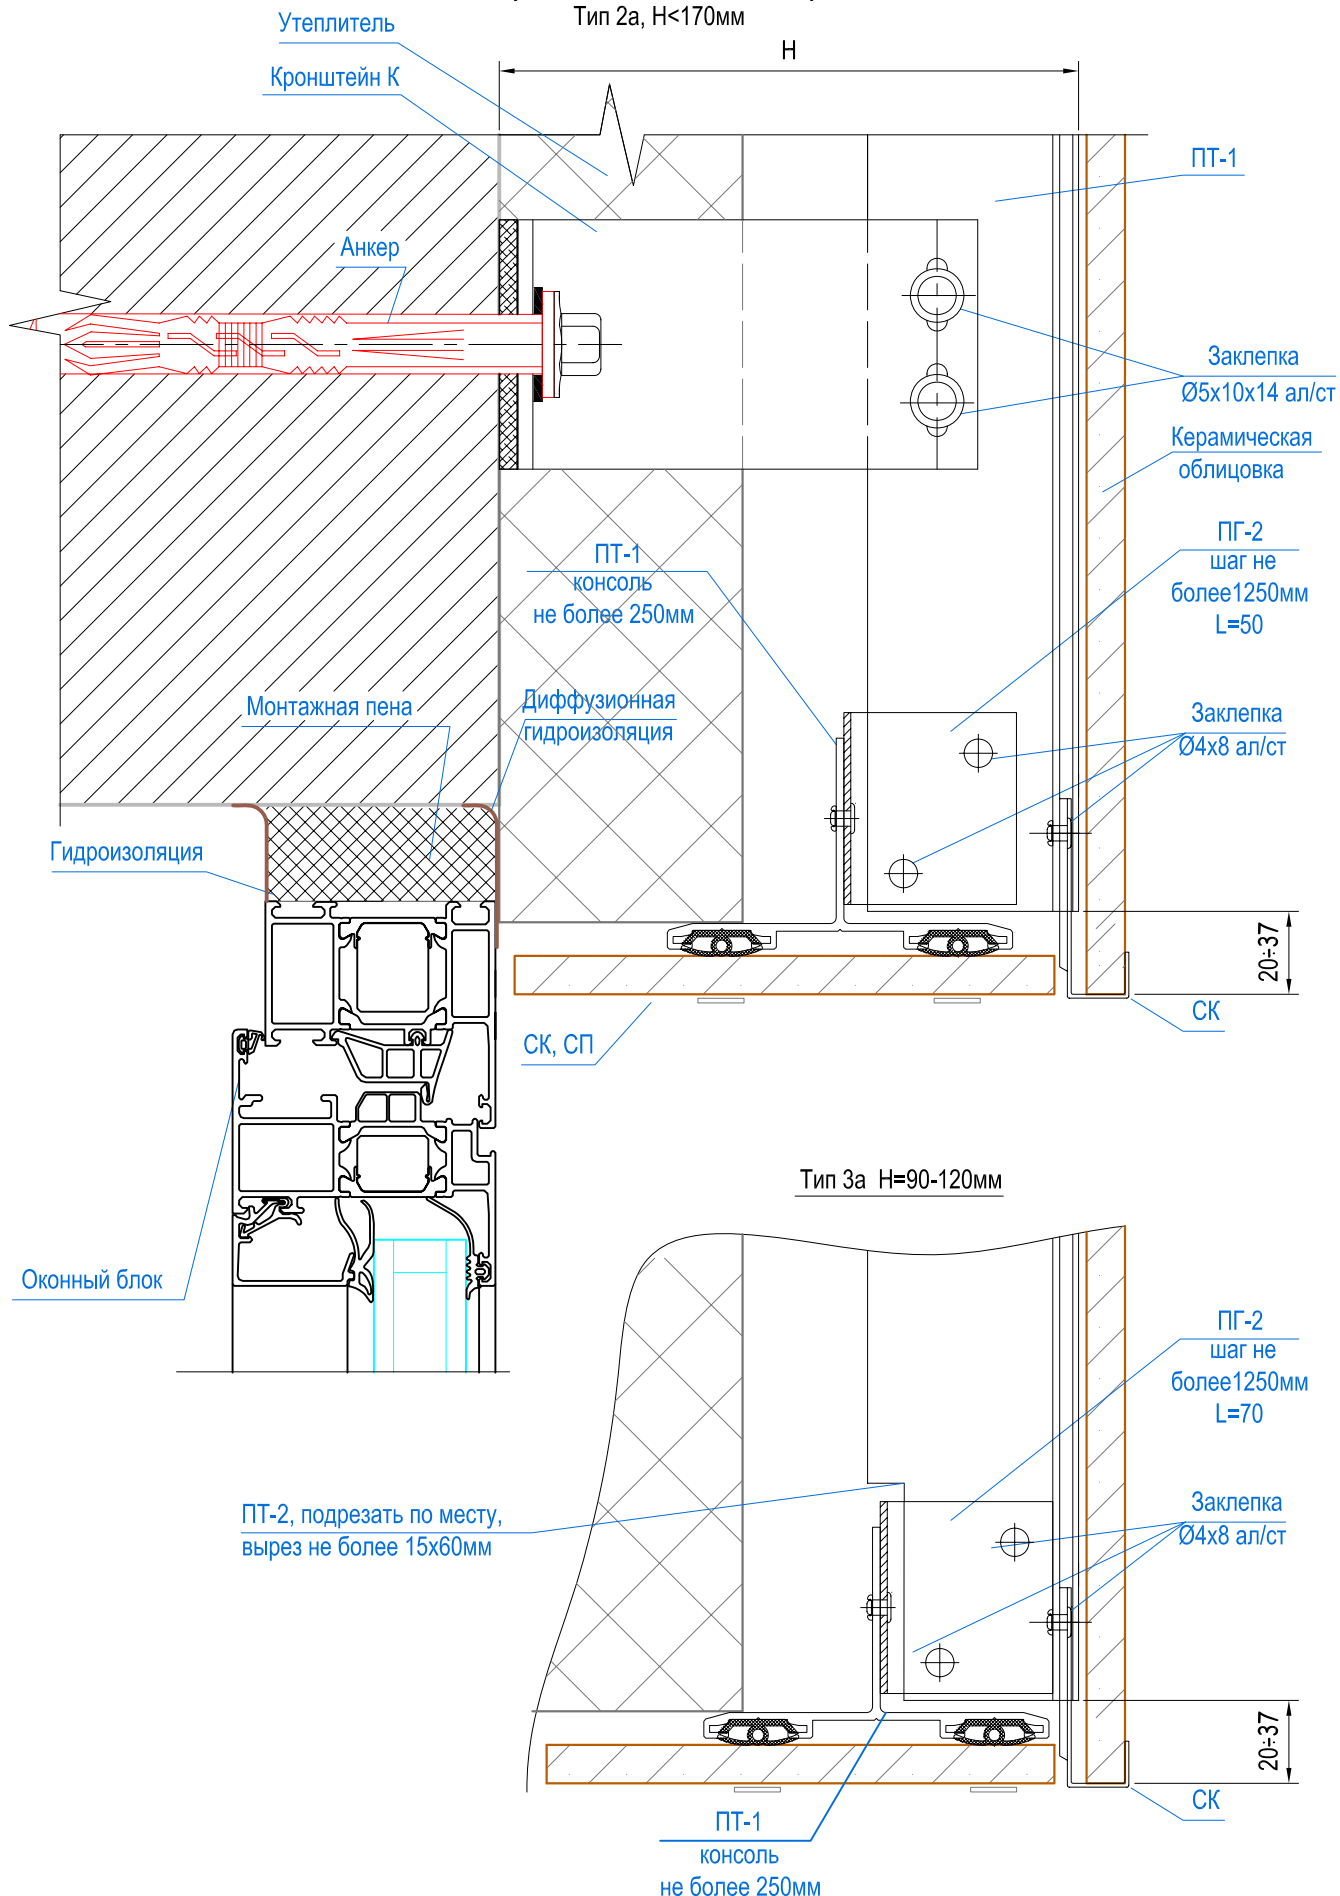 Тип 2а, Н<170мм
Утеплитель
Н
Кронштейн К
ПТ-1
Анкер
Заклепка
Ø5х10х14 ал/ст
Керамическая
облицовка
ПГ-2
шаг не
более1250мм
L=50
ПТ-1
консоль
не более 250мм
Монтажная пена
Диффузионная
гидроизоляция
Заклепка
Ø4х8 ал/ст
Гидроизоляция
20÷37
СК
СК, СП
Тип 3а Н=90-120мм
Оконный блок
ПГ-2
шаг не
более1250мм
L=70
ПТ-2, подрезать по месту,
вырез не более 15х60мм
Заклепка
Ø4х8 ал/ст
20÷37
СК
ПТ-1
консоль
не более 250мм